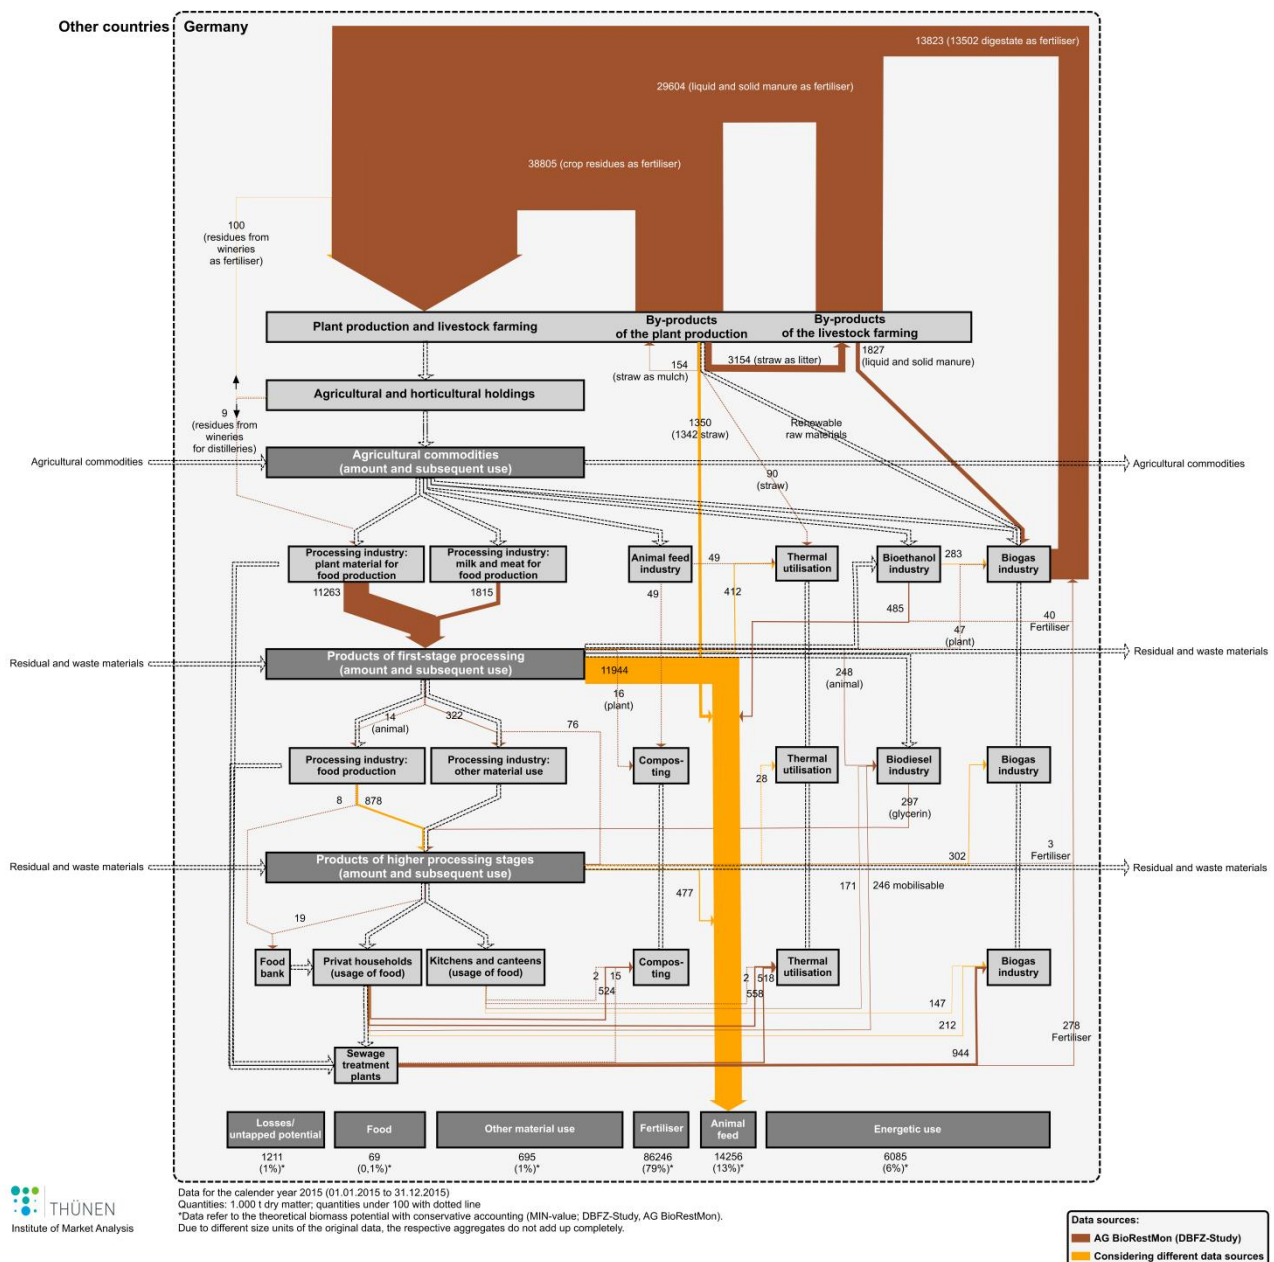 Other countries
Germany
13823 (13502 digestate as fertiliser)
29604 (liquid and solid manure as fertiliser)
38805 (crop residues as fertiliser)
100
(residues from
wineries
as fertiliser)
Plant production and livestock farming
By-products
of the plant production
By-products
of the livestock farming
154
(straw as mulch)
3154 (straw as litter)
1827
(liquid and solid manure)
Agricultural and horticultural holdings
9
(residues from
wineries
for distilleries)
1350
(1342 straw)
Renewable
raw materials
Agricultural commodities
Agricultural commodities
(amount and subsequent use)
Agricultural commodities
90
(straw)
Processing industry:
plant material for
food production
Processing industry:
milk and meat for
food production
Animal feed
industry
49
Thermal
utilisation
Bioethanol
industry
283
Biogas
industry
11263
1815
49
412
485
40
Fertiliser
47
(plant)
Residual and waste materials
Products of first-stage processing
(amount and subsequent use)
Residual and waste materials
11944
16
(plant)
248
(animal)
14
(animal)
322
76
Processing industry:
food production
Processing industry:
other material use
Compos-
ting
28
Thermal
utilisation
Biodiesel
industry
Biogas
industry
8
878
297
(glycerin)
3
Fertiliser
Residual and waste materials
Products of higher processing stages
(amount and subsequent use)
302
Residual and waste materials
477
171
246 mobilisable
19
Food
bank
Privat households
(usage of food)
Kitchens and canteens
(usage of food)
2
15
524
Compos-
ting
2
518
558
Thermal
utilisation
Biogas
industry
147
212
278
Fertiliser
944
Sewage
treatment
plants
Losses/
untapped potential
Food
Other material use
Fertiliser
Animal
feed
Energetic use
1211
(1%)*
69
(0,1%)*
695
(1%)*
86246
(79%)*
14256
(13%)*
6085
(6%)*
THÜNEN
Institute of Market Analysis
Data for the calender year 2015 (01.01.2015 to 31.12.2015)
Quantities: 1.000 t dry matter; quantities under 100 with dotted line
*Data refer to the theoretical biomass potential with conservative accounting (MIN-value; DBFZ-Study, AG BioRestMon).
Due to different size units of the original data, the respective aggregates do not add up completely.
Data sources:
AG BioRestMon (DBFZ-Study)
Considering different data sources